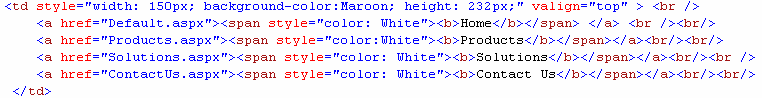 <td style="width: 150px; background-color:Maroon; height: 232px;" valign="top" > <br />
<a href="Default.aspx"><span style="color: White"><b>Home</b></span> </a> <br /><br/>
<a href="Products.aspx"><span style="color:White"><b>Products</b></span></a><br/><br/>
<a href="Solutions.aspx"><span style="color: White"><b>Solutions</b></span></a><br/><br />
<a href="ContactUs.aspx"><span style="color: White"><b>Contact Us</b></span></a><br/><br/>
</td>